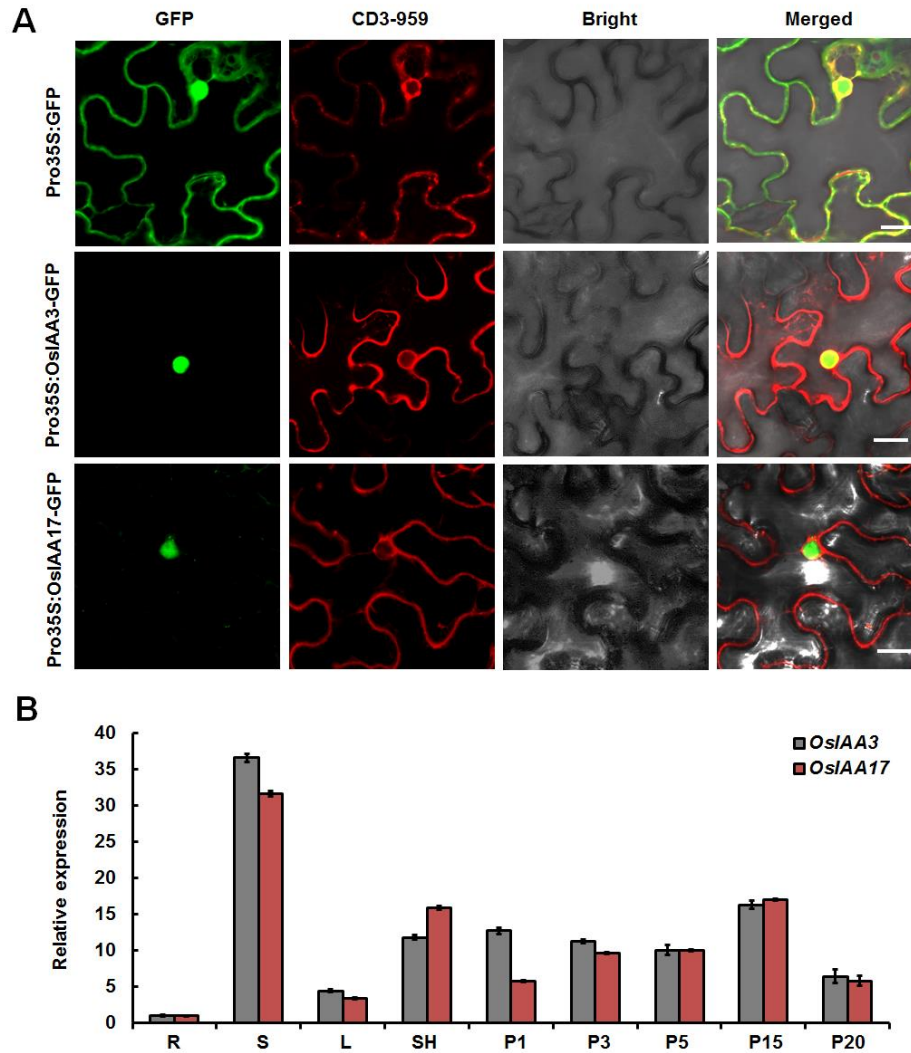 A
GFP CD3-959 Bright Merged
Pro35S:GFP
Pro35S:OsIAA3-GFP
Pro35S:OsIAA17-GFP
B
40
35
30
25
20
15
10
5
0
Relative expression
OsIAA3
OsIAA17
R S L SH P1 P3 P5 P15 P20